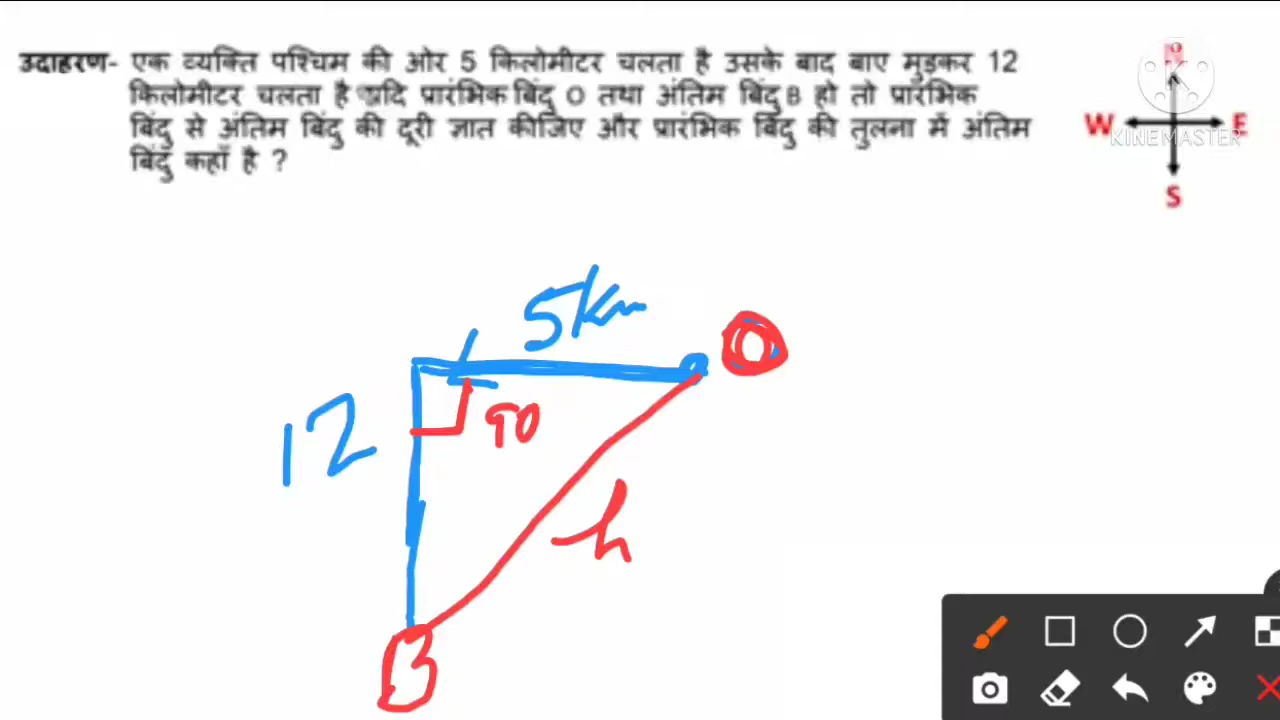 उदाहरण- एक व्यक्ति पश्चिम की ओर 5 किलोमीटर चलता है उसके बाद बाए मुड़कर 12
किलोमीटर चलता है यदि प्रारंभिक बिंदु O तथा अंतिम बिंदु B हो तो प्रारंभिक
बिंदु से अंतिम बिंदु की दूरी ज्ञात कीजिए और प्रारंभिक बिंदु की तुलना में अंतिम
बिंदु कहाँ है ?
W E
KINEMASTER
S
5km
O
12
90
h
B